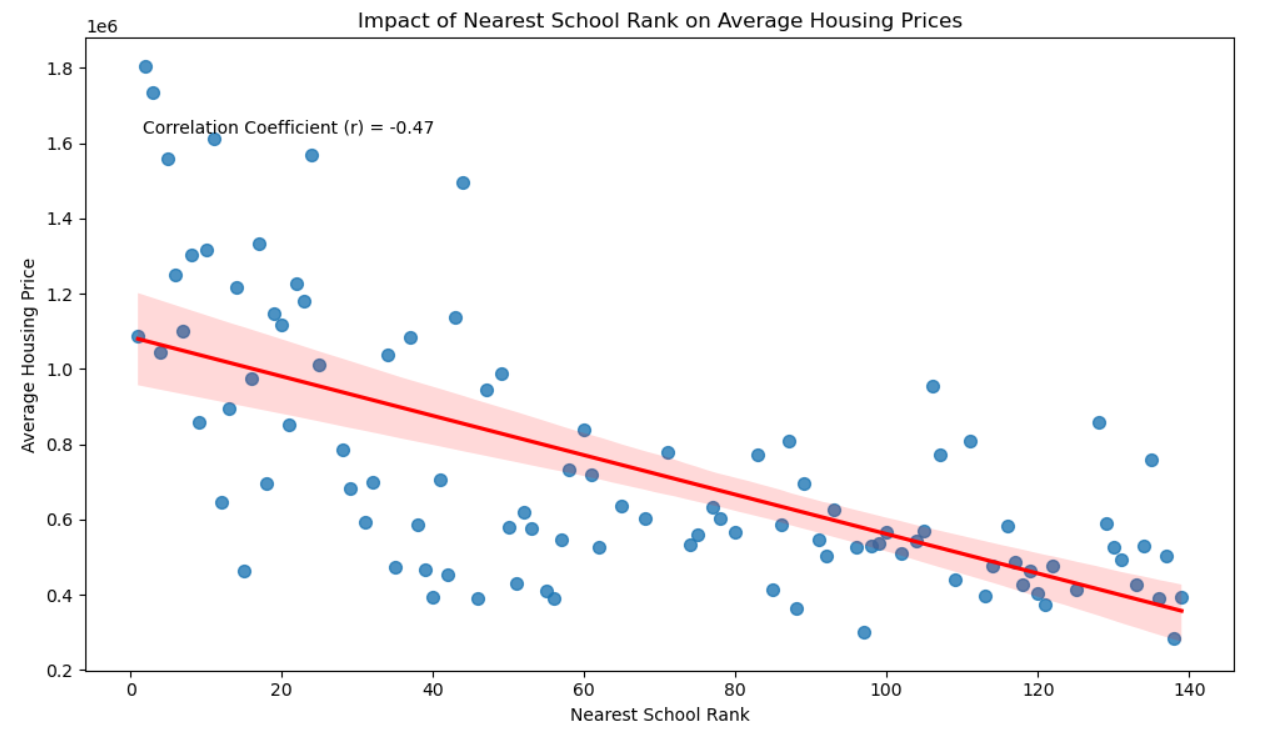 Impact of Nearest School Rank on Average Housing Prices
1e6
1.8
1.6
1.4
1.2
1.0
0.8
0.6
0.4
0.2
Average Housing Price
Correlation Coefficient (r) = -0.47
0 20 40 60 80 100 120 140
Nearest School Rank